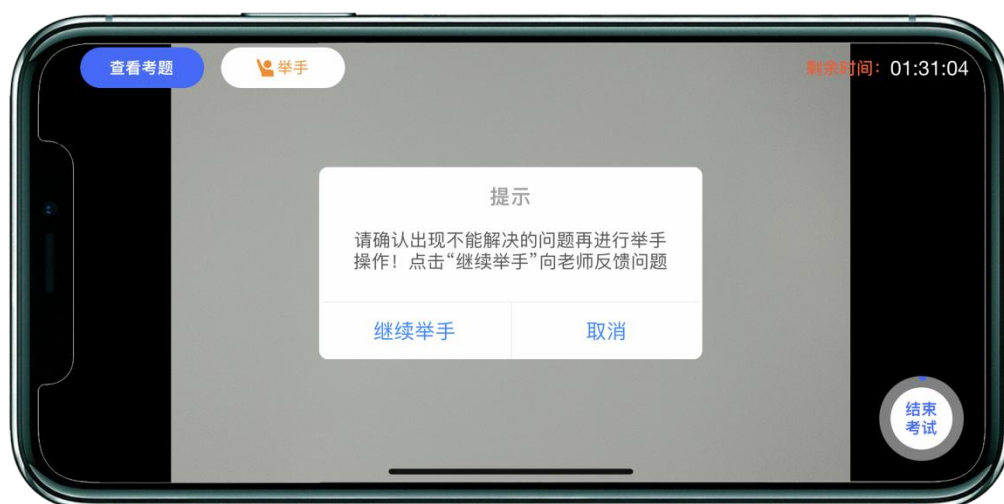 查看考题
举手
剩余时间：01:31:04
提示
请确认出现不能解决的问题再进行举手
操作！点击“继续举手”向老师反馈问题
继续举手
取消
结束
考试